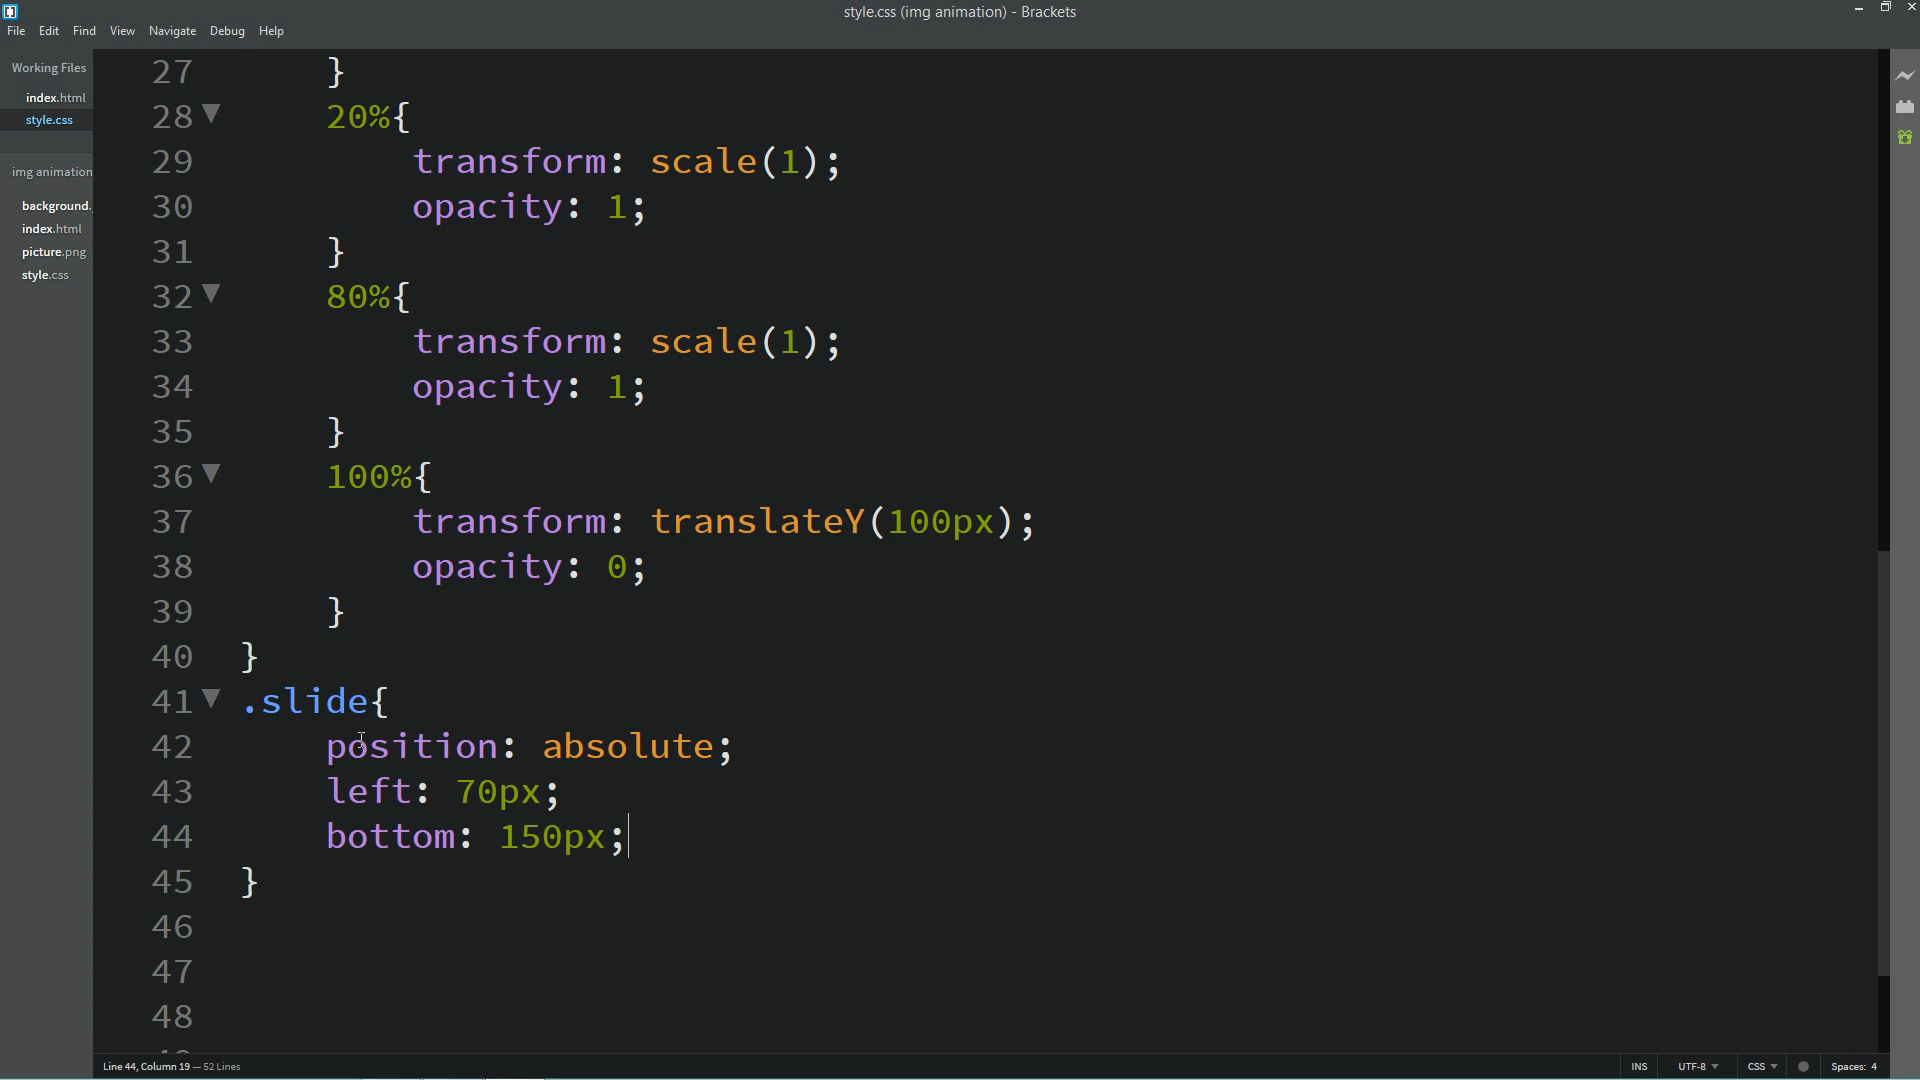 style.css (img animation) - Brackets
File Edit Find View Navigate Debug Help
Working Files
index.html
style.css
img animation
background.
index.html
picture.png
style.css
27 }
28 20%{
29 transform: scale(1);
30 opacity: 1;
31 }
32 80%{
33 transform: scale(1);
34 opacity: 1;
35 }
36 100%{
37 transform: translateY(100px);
38 opacity: 0;
39 }
40 }
41 .slide{
42 position: absolute;
43 left: 70px;
44 bottom: 150px;
45 }
46
47
48
Line 44, Column 19 — 52 Lines
INS UTF-8 CSS Spaces: 4